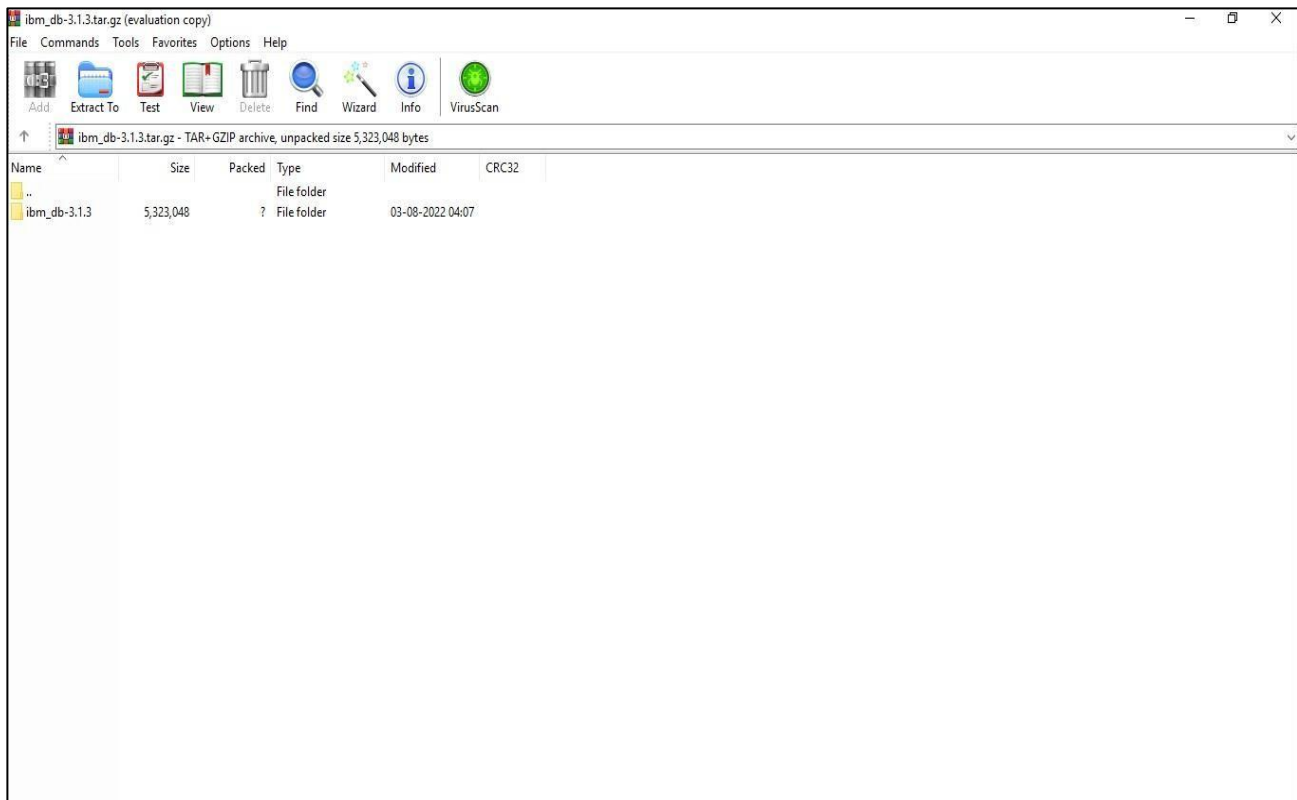 ibm_db-3.1.3.tar.gz (evaluation copy)
File Commands Tools Favorites Options Help
Add Extract To Test View Delete Find Wizard Info VirusScan
ibm_db-3.1.3.tar.gz - TAR+GZIP archive, unpacked size 5,323,048 bytes
Name Size Packed Type Modified CRC32
.. File folder
ibm_db-3.1.3 5,323,048 ? File folder 03-08-2022 04:07